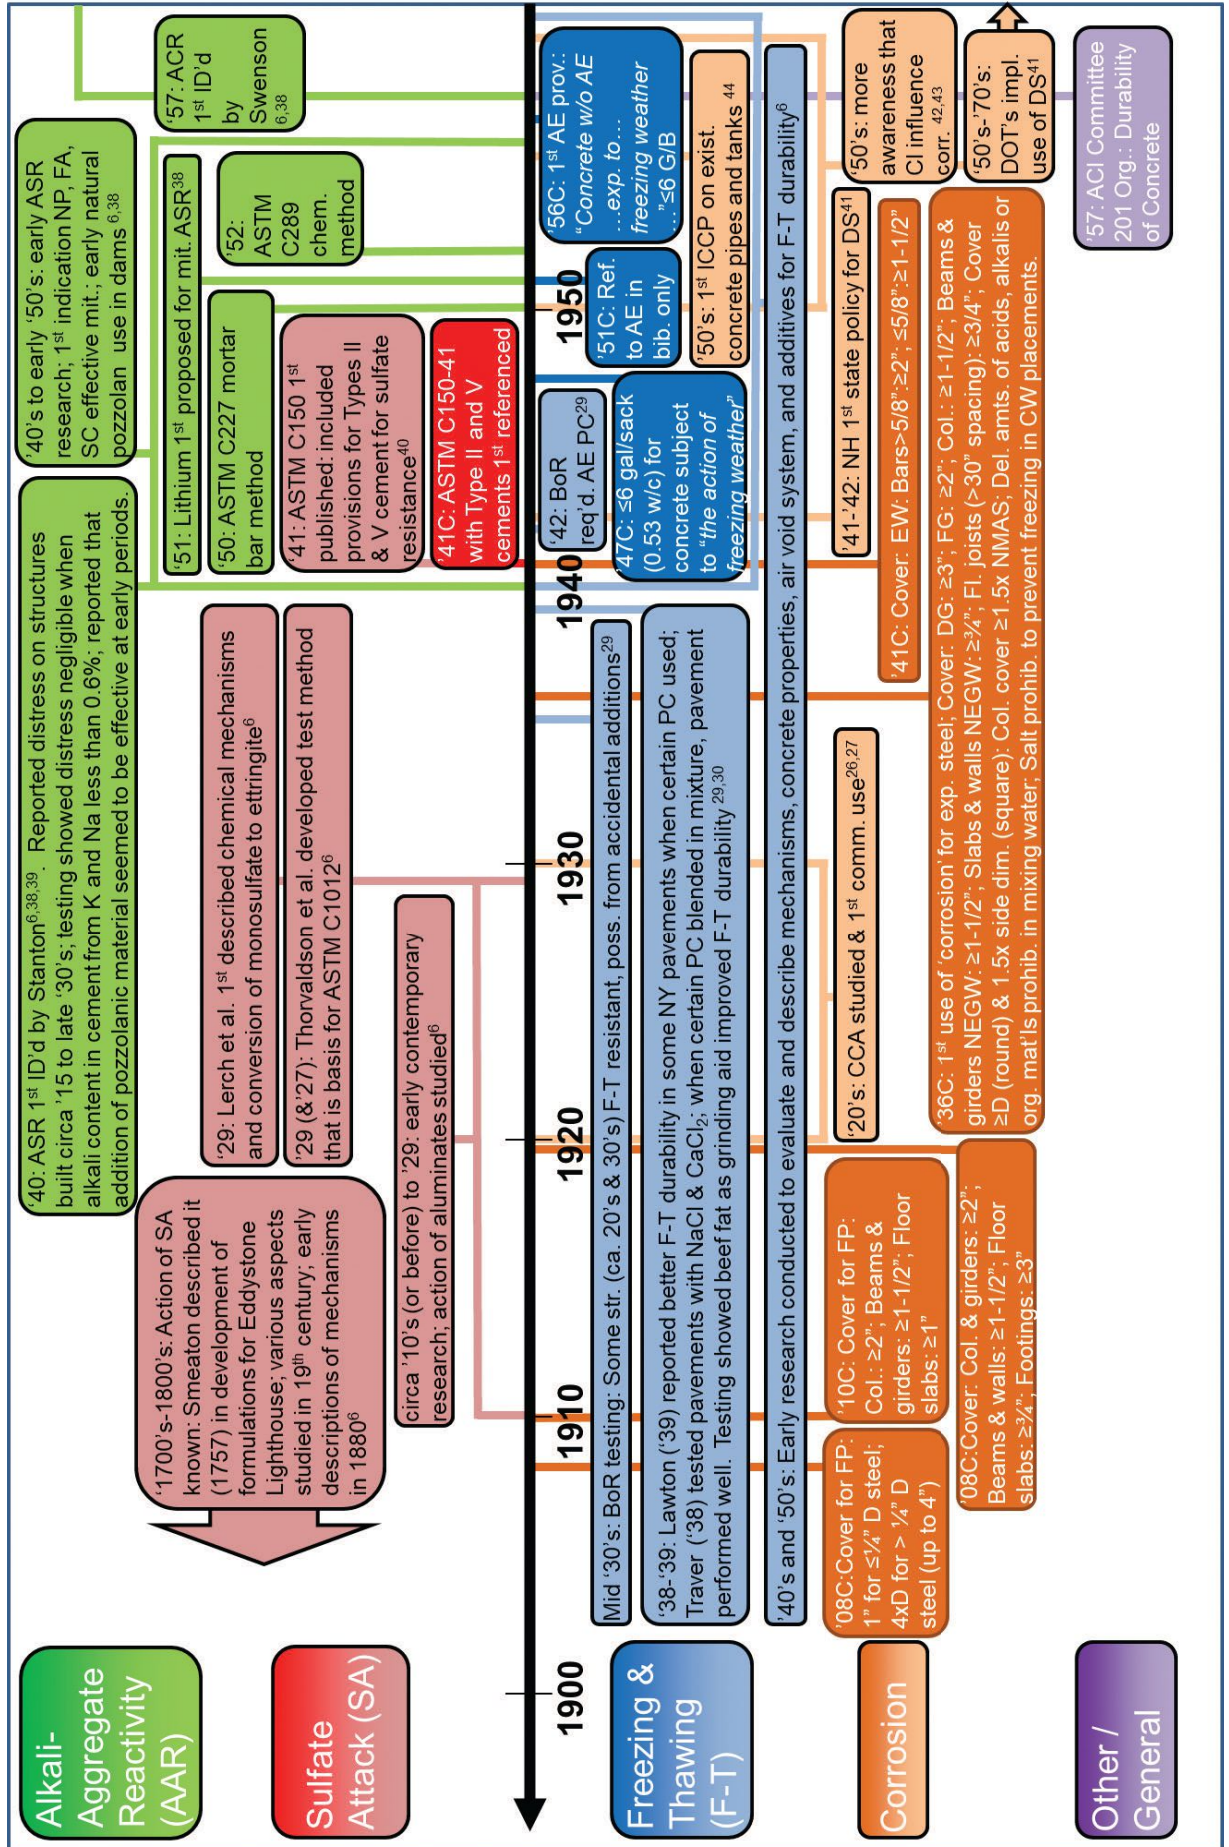 Alkali-
Aggregate
Reactivity
(AAR)
'40: ASR 1st ID'd by Stanton6,38,39. Reported distress on structures
built circa '15 to late '30's; testing showed distress negligible when
alkali content in cement from K and Na less than 0.6%; reported that
addition of pozzolanic material seemed to be effective at early periods.
'40's to early '50's: early ASR
research; 1st indication NP, FA,
SC effective mit.; early natural
pozzolan use in dams 6,38
'51: Lithium 1st proposed for mit. ASR38
'57: ACR
1st ID'd
by
Swenson
6,38
'50: ASTM C227 mortar
bar method
'52:
ASTM
C289
chem.
method
Sulfate
Attack (SA)
'1700's-1800's: Action of SA
known: Smeaton described it
(1757) in development of
formulations for Eddystone
Lighthouse; various aspects
studied in 19th century; early
descriptions of mechanisms
in 18806
'29: Lerch et al. 1st described chemical mechanisms
and conversion of monosulfate to ettringite6
'29 (&'27): Thorvaldson et al. developed test method
that is basis for ASTM C10126
circa '10's (or before) to '29: early contemporary
research; action of aluminates studied6
'41: ASTM C150 1st
published: included
provisions for Types II
& V cement for sulfate
resistance40
'41C: ASTM C150-41
with Type II and V
cements 1st referenced
1900
1910
1920
1930
1940
1950
Freezing &
Thawing
(F-T)
Mid '30's: BoR testing: Some str. (ca. 20's & 30's) F-T resistant, poss. from accidental additions29
'38-'39: Lawton ('39) reported better F-T durability in some NY pavements when certain PC used;
Traver ('38) tested pavements with NaCl & CaCl2; when certain PC blended in mixture, pavement
performed well. Testing showed beef fat as grinding aid improved F-T durability 29,30
'40's and '50's: Early research conducted to evaluate and describe mechanisms, concrete properties, air void system, and additives for F-T durability6
'42: BoR
req'd. AE PC29
'47C: ≤6 gal/sack
(0.53 w/c) for
concrete subject
to "the action of
freezing weather"
'51C: Ref.
to AE in
bib. only
'56C: 1st AE prov.:
"Concrete w/o AE
…exp. to…
freezing weather
…"≤6 G/B
'50's: 1st ICCP on exist.
concrete pipes and tanks 44
Corrosion
'08C:Cover for FP:
1" for ≤¼" D steel;
4xD for > ¼" D
steel (up to 4")
'10C: Cover for FP:
Col.: ≥2"; Beams &
girders: ≥1-1/2"; Floor
slabs: ≥1"
'08C:Cover: Col. & girders: ≥2";
Beams & walls: ≥1-1/2"; Floor
slabs: ≥¾"; Footings: ≥3"
'20's: CCA studied & 1st comm. use26,27
'41-'42: NH 1st state policy for DS41
'41C: Cover: EW: Bars>5/8":≥2"; ≤5/8":≥1-1/2"
'36C: 1st use of 'corrosion' for exp. steel; Cover: DG: ≥3"; FG: ≥2"; Col.: ≥1-1/2"; Beams &
girders NEGW: ≥1-1/2"; Slabs & walls NEGW: ≥¾"; Fl. joists (>30" spacing): ≥3/4"; Cover
≥D (round) & 1.5x side dim. (square): Col. cover ≥1.5x NMAS; Del. amts. of acids, alkalis or
org. mat'ls prohib. in mixing water; Salt prohib. to prevent freezing in CW placements.
'50's: more
awareness that
Cl influence
corr. 42,43
'50's-'70's:
DOT's impl.
use of DS41
Other /
General
'57: ACI Committee
201 Org.: Durability
of Concrete